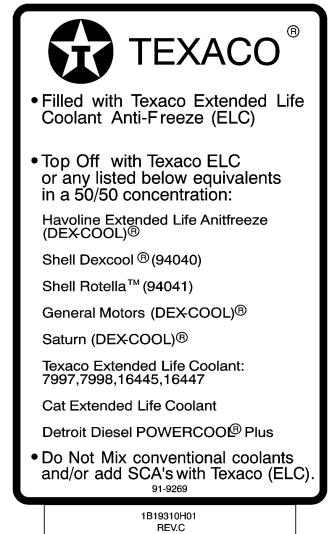 TEXACO®
• Filled with Texaco Extended Life
Coolant Anti-Freeze (ELC)
• Top Off with Texaco ELC
or any listed below equivalents
in a 50/50 concentration:
Havoline Extended Life Anitfreeze
(DEX-COOL)®
Shell Dexcool ® (94040)
Shell Rotella™ (94041)
General Motors (DEX-COOL)®
Saturn (DEX-COOL)®
Texaco Extended Life Coolant:
7997,7998,16445,16447
Cat Extended Life Coolant
Detroit Diesel POWERCOOL® Plus
• Do Not Mix conventional coolants
and/or add SCA's with Texaco (ELC).
91-9269
1B19310H01
REV.C